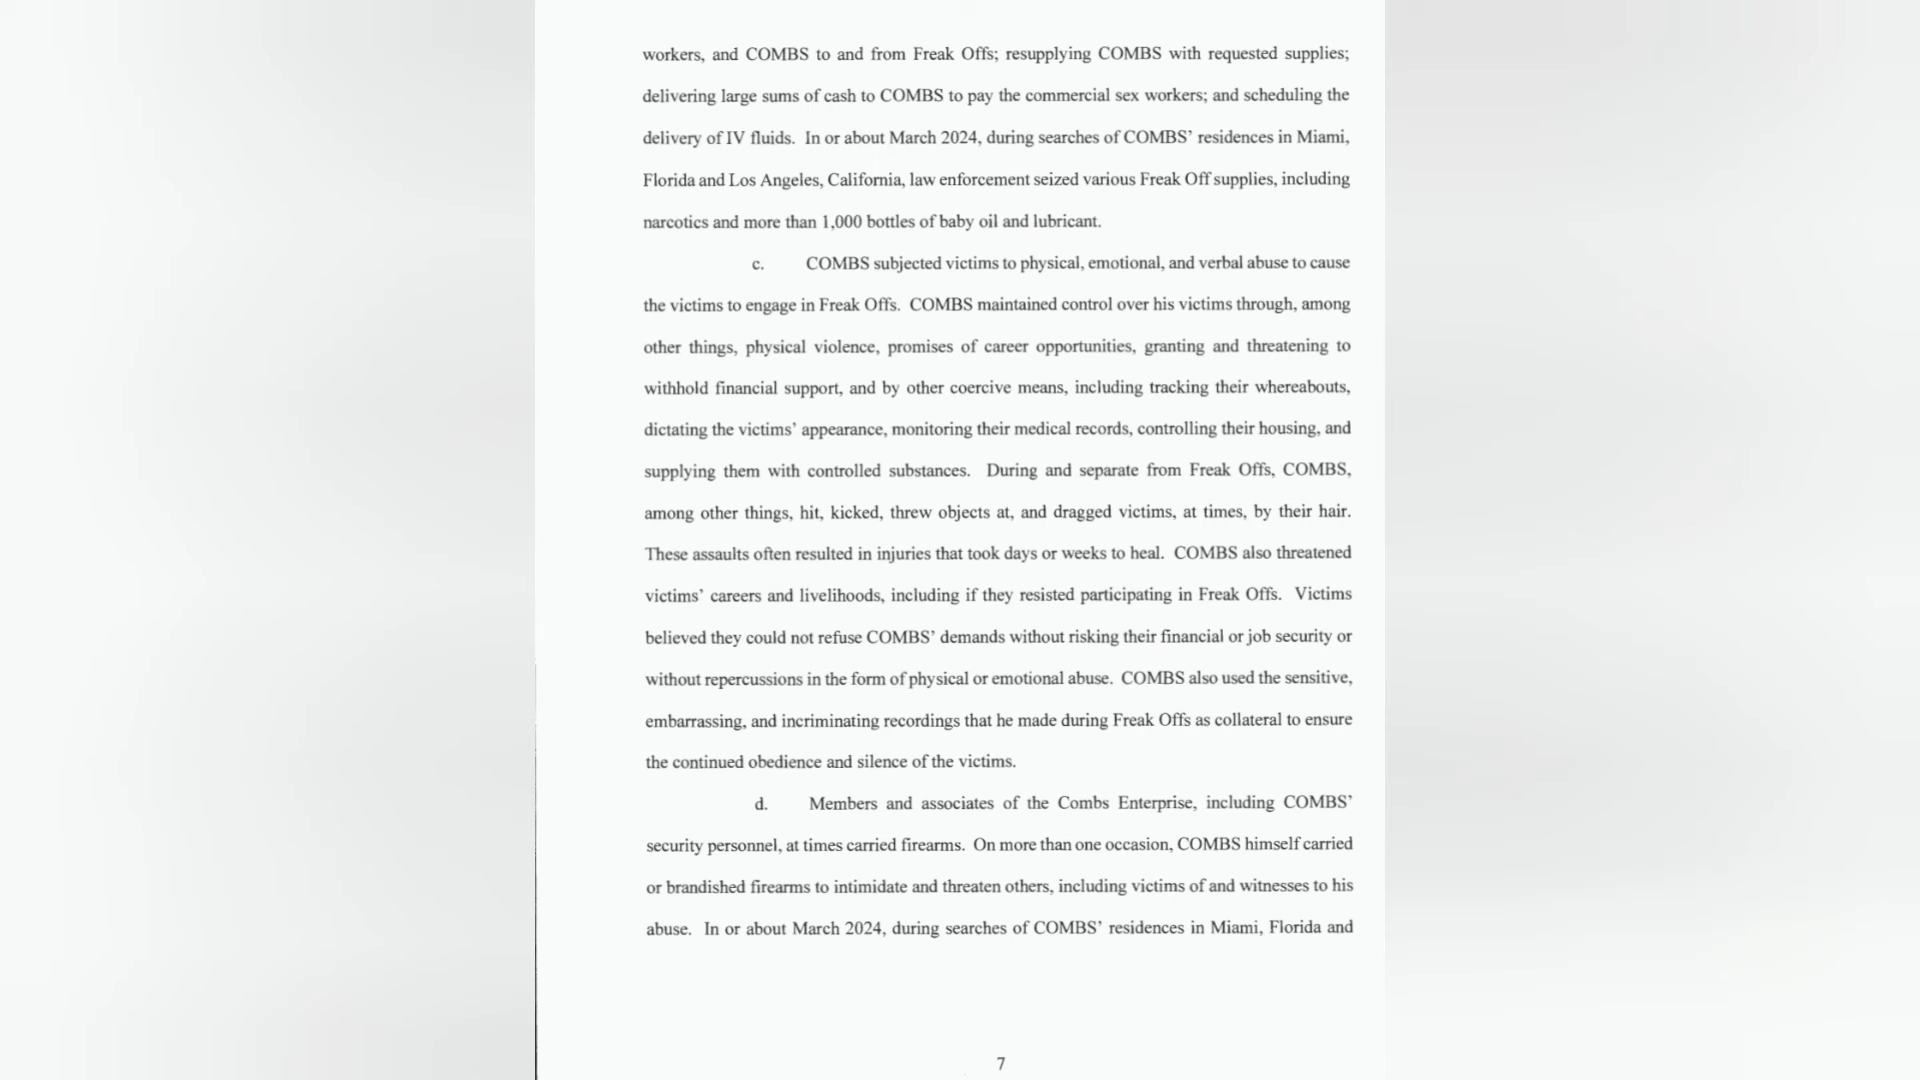 workers, and COMBS to and from Freak Offs; resupplying COMBS with requested supplies;
delivering large sums of cash to COMBS to pay the commercial sex workers; and scheduling the
delivery of IV fluids. In or about March 2024, during searches of COMBS’ residences in Miami,
Florida and Los Angeles, California, law enforcement seized various Freak Off supplies, including
narcotics and more than 1,000 bottles of baby oil and lubricant.
c. COMBS subjected victims to physical, emotional, and verbal abuse to cause
the victims to engage in Freak Offs. COMBS maintained control over his victims through, among
other things, physical violence, promises of career opportunities, granting and threatening to
withhold financial support, and by other coercive means, including tracking their whereabouts,
dictating the victims’ appearance, monitoring their medical records, controlling their housing, and
supplying them with controlled substances. During and separate from Freak Offs, COMBS,
among other things, hit, kicked, threw objects at, and dragged victims, at times, by their hair.
These assaults often resulted in injuries that took days or weeks to heal. COMBS also threatened
victims’ careers and livelihoods, including if they resisted participating in Freak Offs. Victims
believed they could not refuse COMBS’ demands without risking their financial or job security or
without repercussions in the form of physical or emotional abuse. COMBS also used the sensitive,
embarrassing, and incriminating recordings that he made during Freak Offs as collateral to ensure
the continued obedience and silence of the victims.
d. Members and associates of the Combs Enterprise, including COMBS’
security personnel, at times carried firearms. On more than one occasion, COMBS himself carried
or brandished firearms to intimidate and threaten others, including victims of and witnesses to his
abuse. In or about March 2024, during searches of COMBS’ residences in Miami, Florida and
7